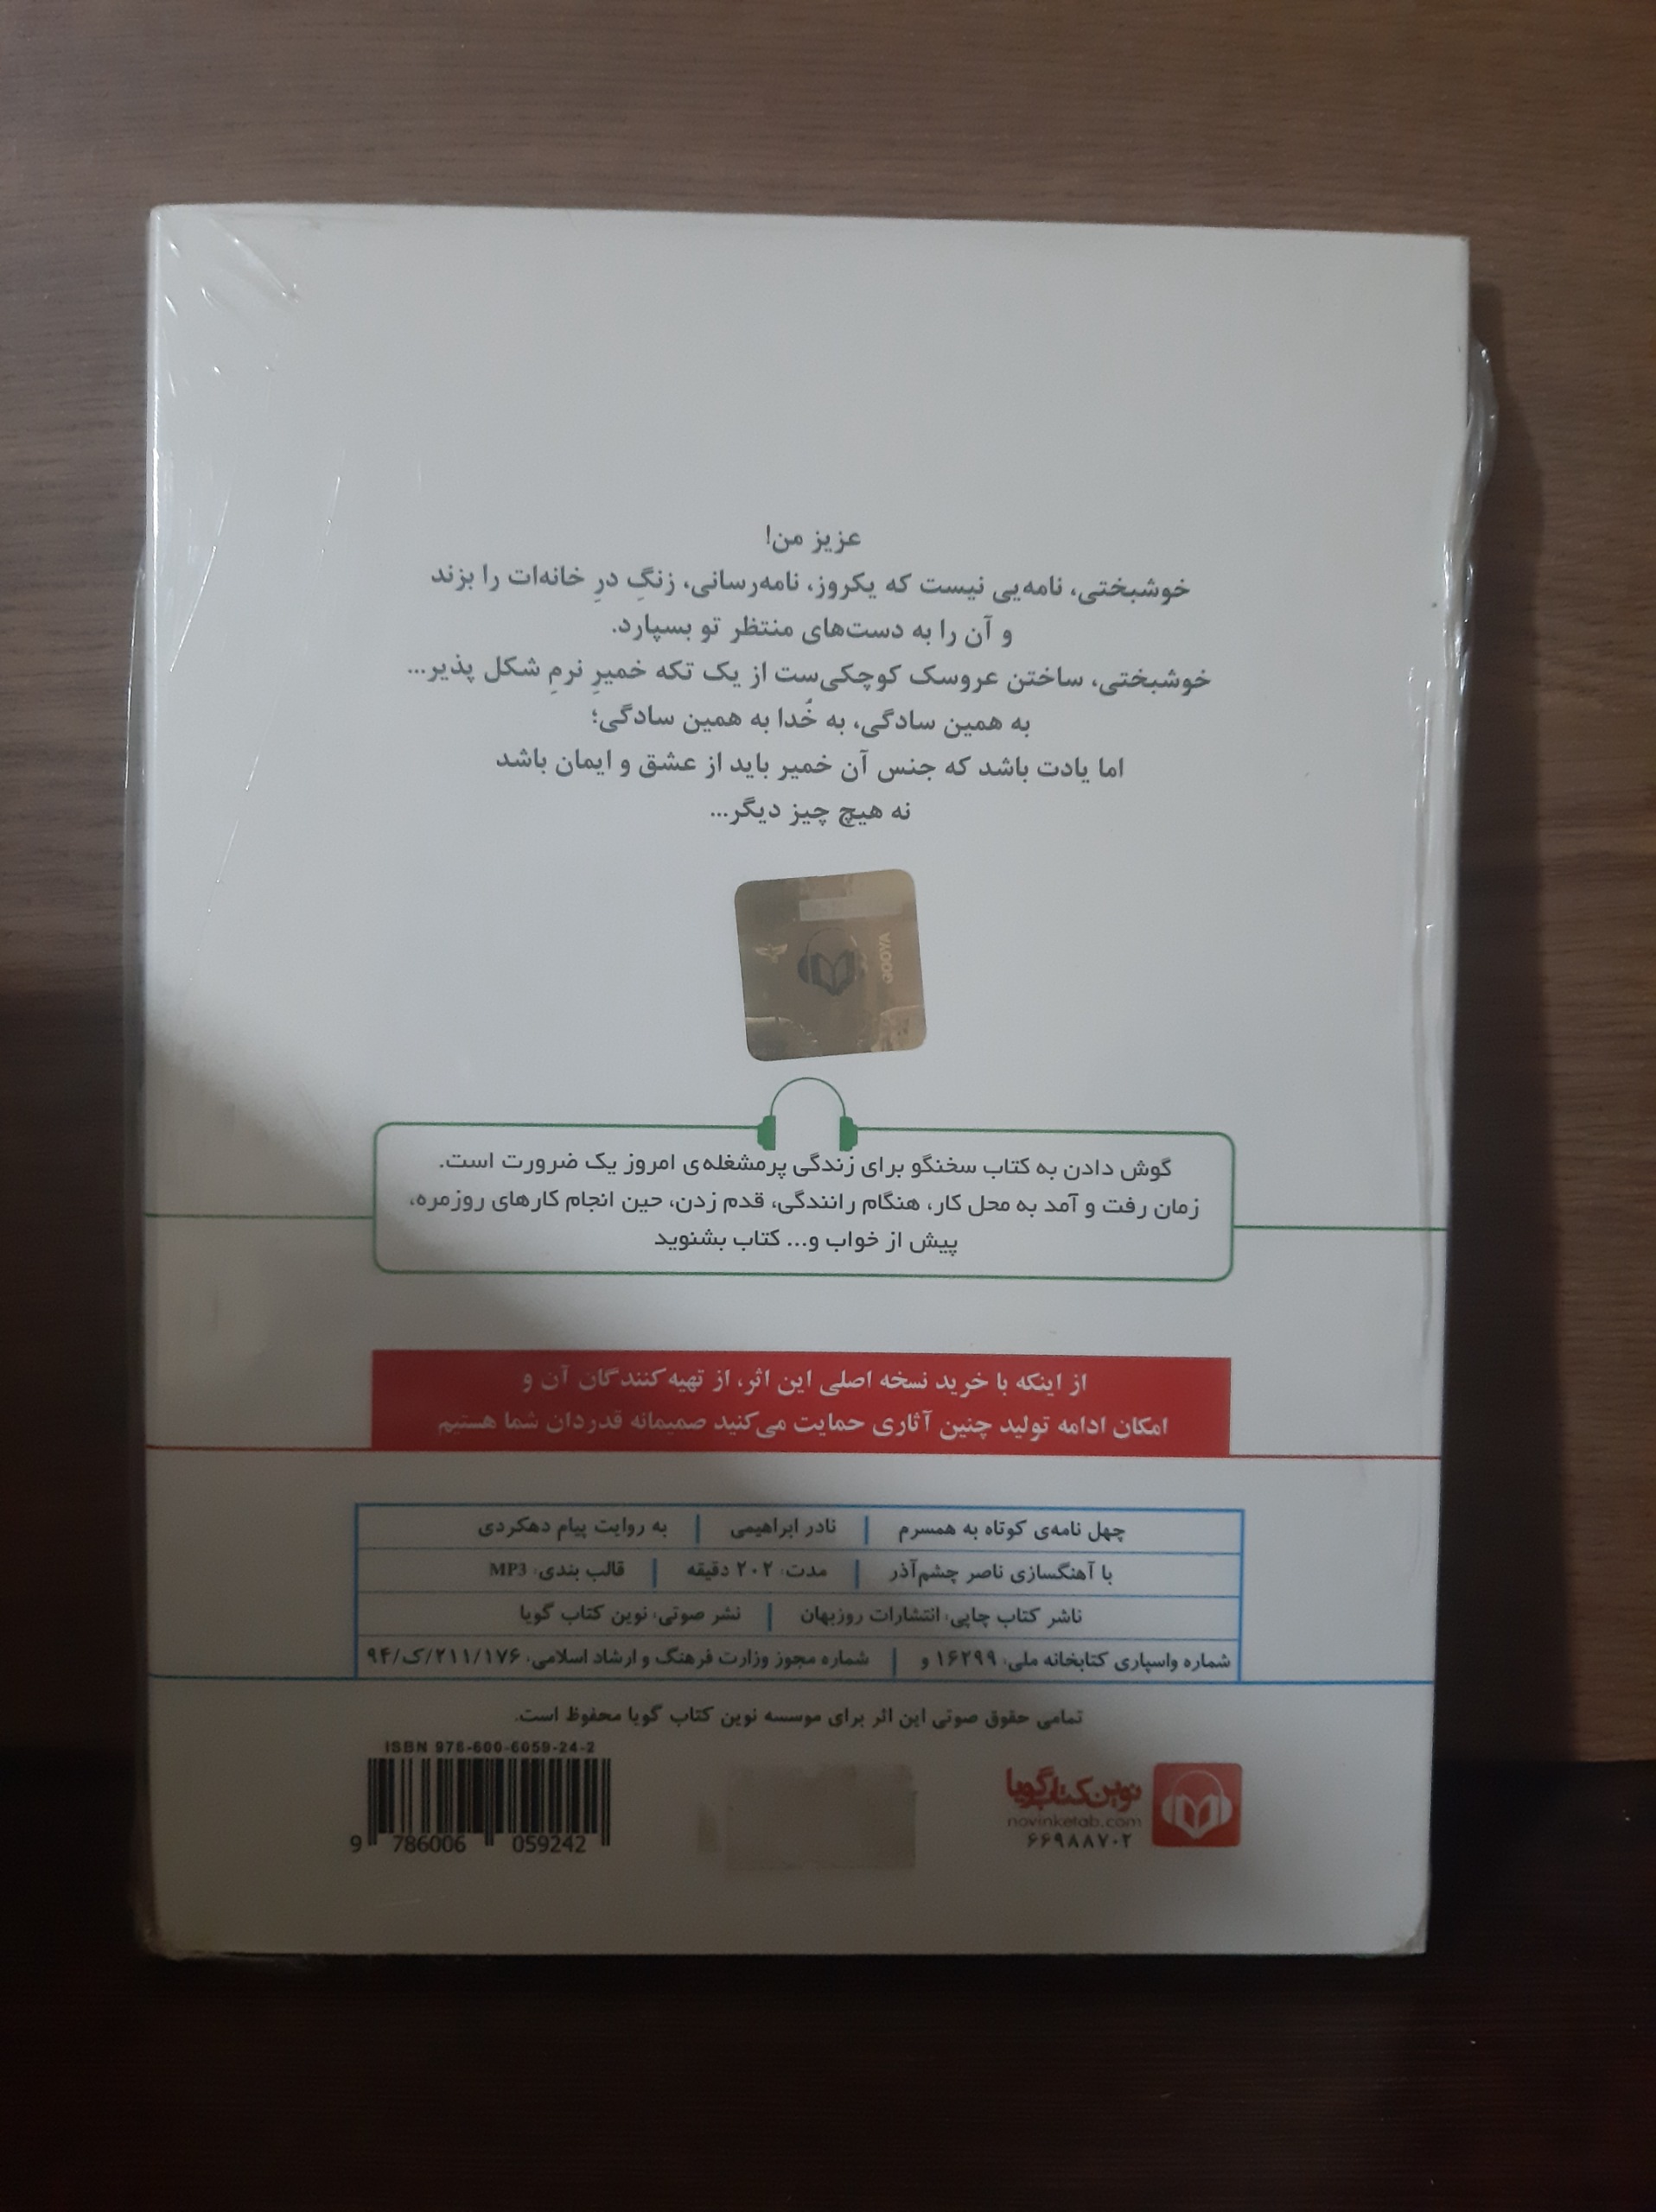 عزیز من!
خوشبختی، نامه‌یی نیست که یکروز، نامه‌رسانی، زنگِ درِ خانه‌ات را بزند
و آن را به دست‌های منتظر تو بسپارد.
خوشبختی، ساختن عروسک کوچکی‌ست از یک تکه خمیرِ نرمِ شکل پذیر...
به همین سادگی، به خُدا به همین سادگی؛
اما یادت باشد که جنس آن خمیر باید از عشق و ایمان باشد
نه هیچ چیز دیگر...
GOOYA
گوش دادن به کتاب سخنگو برای زندگی پرمشغله‌ی امروز یک ضرورت است.
زمان رفت و آمد به محل کار، هنگام رانندگی، قدم زدن، حین انجام کارهای روزمره،
پیش از خواب و... کتاب بشنوید
از اینکه با خرید نسخه اصلی این اثر، از تهیه‌کنندگان آن و
امکان ادامه تولید چنین آثاری حمایت می‌کنید صمیمانه قدردان شما هستیم
چهل نامه‌ی کوتاه به همسرم | نادر ابراهیمی | به روایت پیام دهکردی
با آهنگسازی ناصر چشم‌آذر | مدت: ۲۰۲ دقیقه | قالب بندی: MP3
ناشر کتاب چاپی: انتشارات روزبهان | نشر صوتی: نوین کتاب گویا
شماره واسپاری کتابخانه ملی: ۱۶۲۹۹ و | شماره مجوز وزارت فرهنگ و ارشاد اسلامی: ۹۴/ک/۲۱۱/۱۷۶
تمامی حقوق صوتی این اثر برای موسسه نوین کتاب گویا محفوظ است.
ISBN 978-600-6059-24-2
9 786006 059242
نوین کتاب گویا
novinketab.com
۶۶۹۸۸۷۰۲